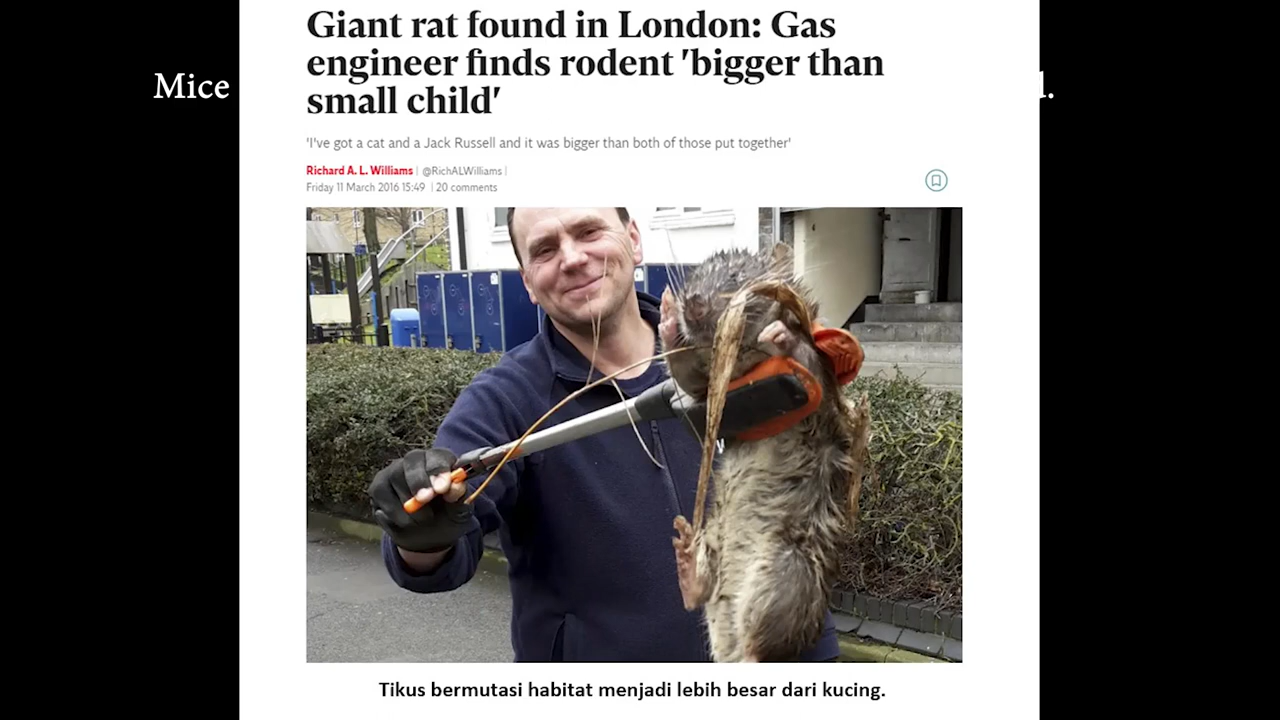 Giant rat found in London: Gas
engineer finds rodent 'bigger than
small child'
Mice
'I've got a cat and a Jack Russell and it was bigger than both of those put together'
Richard A. L. Williams | @RichALWilliams |
Friday 11 March 2016 15:49 | 20 comments
Tikus bermutasi habitat menjadi lebih besar dari kucing.